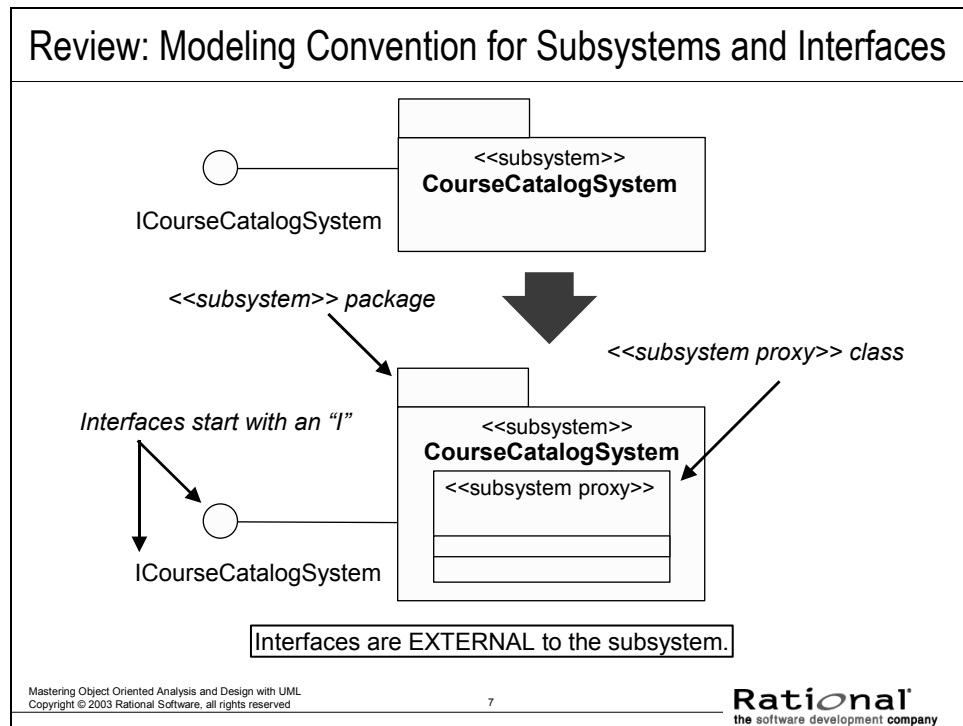 Review: Modeling Convention for Subsystems and Interfaces
<<subsystem>>
CourseCatalogSystem
ICourseCatalogSystem
<<subsystem>> package
<<subsystem proxy>> class
Interfaces start with an “I”
<<subsystem>>
CourseCatalogSystem
<<subsystem proxy>>
ICourseCatalogSystem
Interfaces are EXTERNAL to the subsystem.
Mastering Object Oriented Analysis and Design with UML
Copyright © 2003 Rational Software, all rights reserved
7
Rational
the software development company